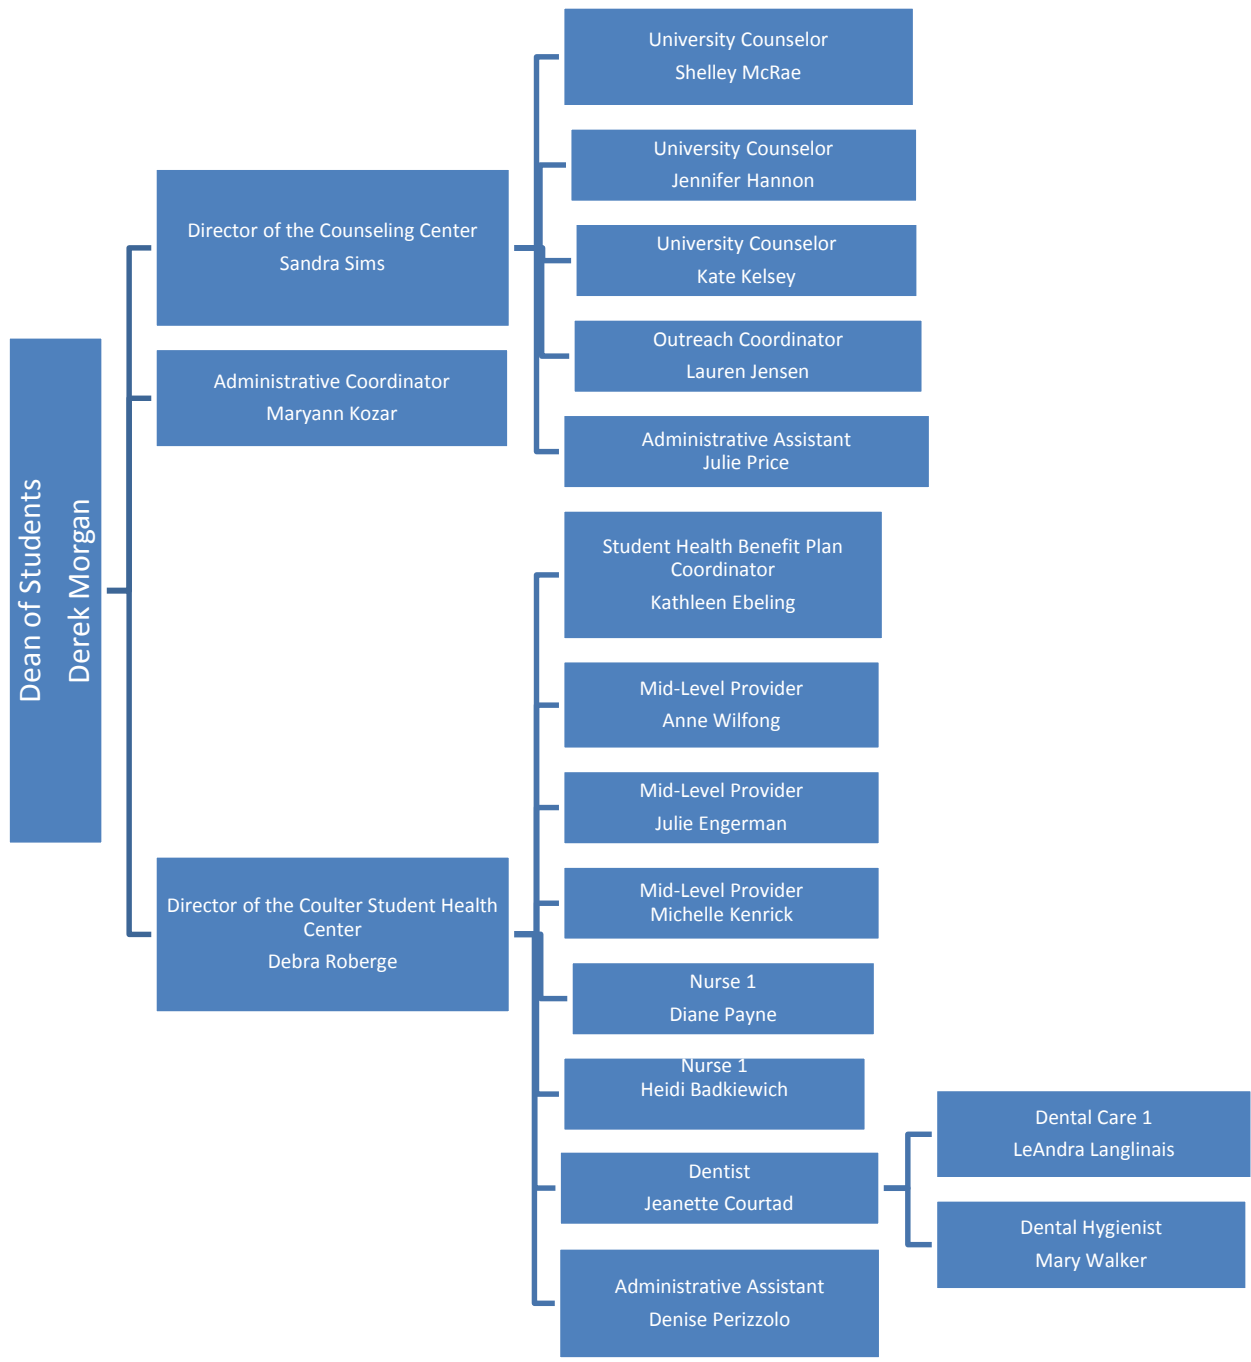 Dean of Students
Derek Morgan
Director of the Counseling Center
Sandra Sims
University Counselor
Shelley McRae
University Counselor
Jennifer Hannon
University Counselor
Kate Kelsey
Outreach Coordinator
Lauren Jensen
Administrative Assistant
Julie Price
Administrative Coordinator
Maryann Kozar
Director of the Coulter Student Health
Center
Debra Roberge
Student Health Benefit Plan
Coordinator
Kathleen Ebeling
Mid-Level Provider
Anne Wilfong
Mid-Level Provider
Julie Engerman
Mid-Level Provider
Michelle Kenrick
Nurse 1
Diane Payne
Nurse 1
Heidi Badkiewich
Dentist
Jeanette Courtad
Dental Care 1
LeAndra Langlinais
Dental Hygienist
Mary Walker
Administrative Assistant
Denise Perizzolo